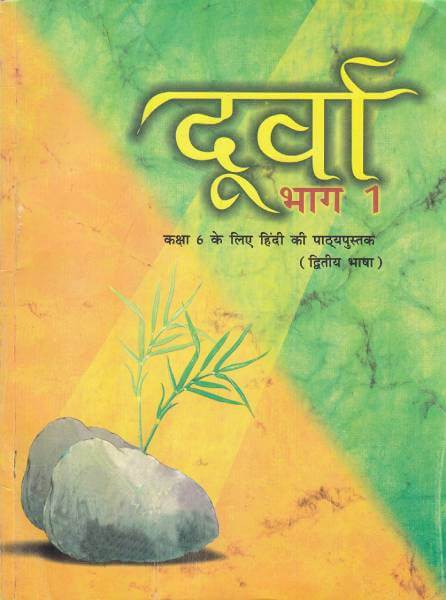 दूर्वा
भाग 1
कक्षा 6 के लिए हिंदी की पाठ्यपुस्तक
( द्वितीय भाषा )